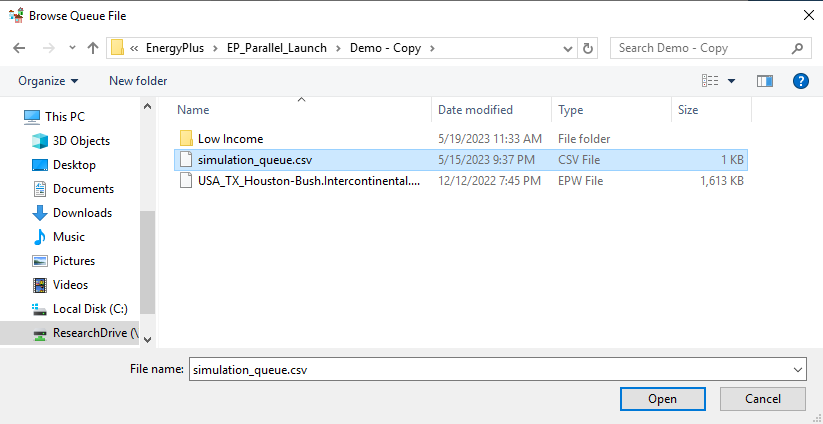 Browse Queue File
« EnergyPlus > EP_Parallel_Launch > Demo - Copy >
Search Demo - Copy
Organize
New folder
Name Date modified Type Size
This PC
3D Objects
Desktop
Documents
Downloads
Music
Pictures
Videos
Local Disk (C:)
ResearchDrive (\
Low Income 5/19/2023 11:33 AM File folder
simulation_queue.csv 5/15/2023 9:37 PM CSV File 1 KB
USA_TX_Houston-Bush.Intercontinental.... 12/12/2022 7:45 PM EPW File 1,613 KB
File name: simulation_queue.csv
Open
Cancel